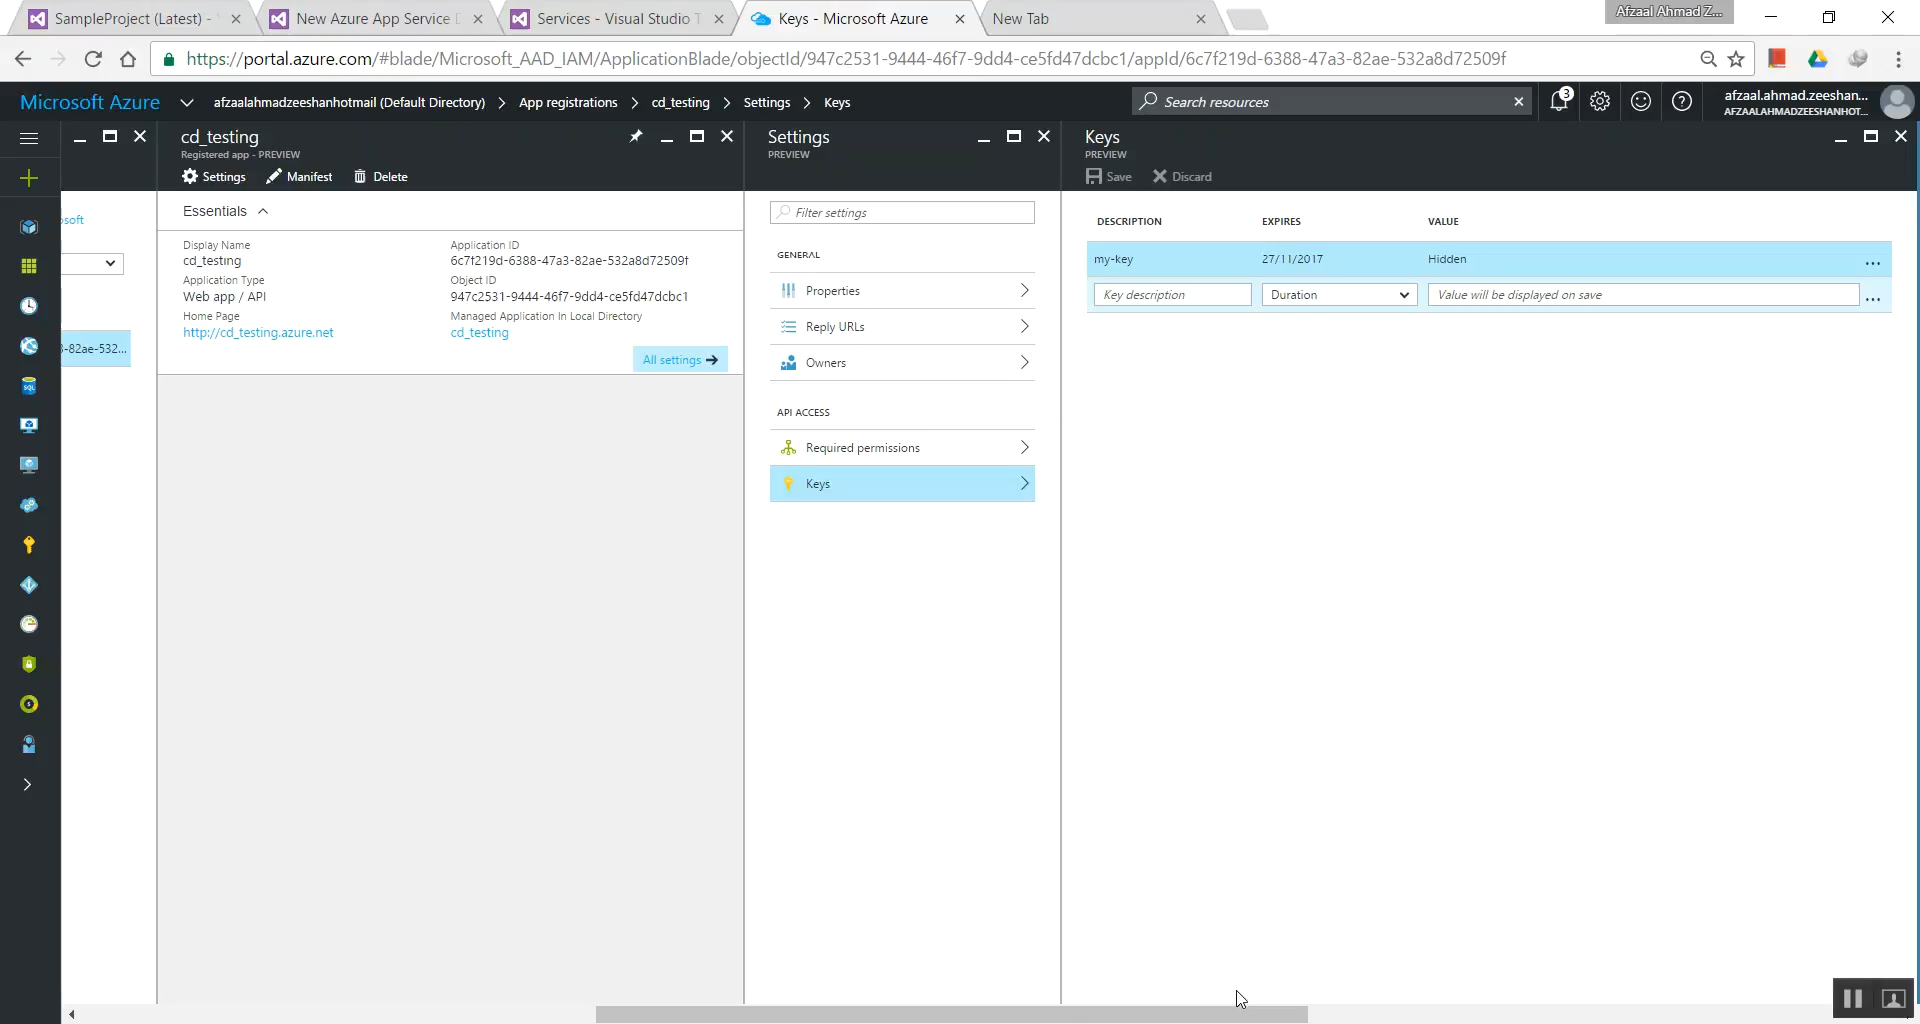 SampleProject (Latest) -
New Azure App Service D
Services - Visual Studio T
Keys - Microsoft Azure
New Tab
Afzaal Ahmad Z...
https://portal.azure.com/#blade/Microsoft_AAD_IAM/ApplicationBlade/objectId/947c2531-9444-46f7-9dd4-ce5fd47dcbc1/appId/6c7f219d-6388-47a3-82ae-532a8d72509f
Microsoft Azure
afzaalahmadzeeshanhotmail (Default Directory) > App registrations > cd_testing > Settings > Keys
Search resources
3
afzaal.ahmad.zeeshan...
AFZAALAHMADZEESHANHOT...
cd_testing
Registered app - PREVIEW
Settings
Manifest
Delete
osoft
3-82ae-532...
Essentials
Display Name
cd_testing
Application Type
Web app / API
Home Page
http://cd_testing.azure.net
Application ID
6c7f219d-6388-47a3-82ae-532a8d72509f
Object ID
947c2531-9444-46f7-9dd4-ce5fd47dcbc1
Managed Application In Local Directory
cd_testing
All settings
Settings
PREVIEW
Filter settings
GENERAL
Properties
Reply URLs
Owners
API ACCESS
Required permissions
Keys
Keys
PREVIEW
Save
Discard
DESCRIPTION EXPIRES VALUE
my-key 27/11/2017 Hidden ...
Key description Duration Value will be displayed on save ...